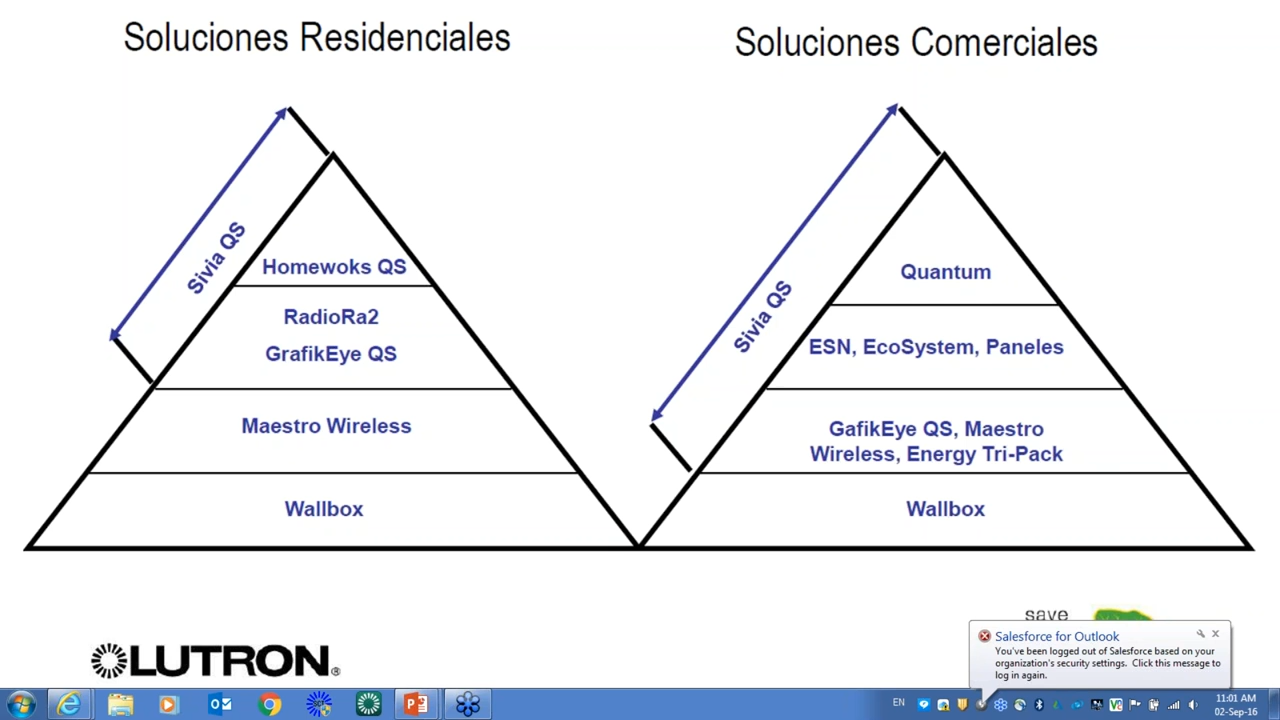 Soluciones Residenciales
Sivia QS
Homewoks QS
RadioRa2
GrafikEye QS
Maestro Wireless
Wallbox
Soluciones Comerciales
Sivia QS
Quantum
ESN, EcoSystem, Paneles
GafikEye QS, Maestro
Wireless, Energy Tri-Pack
Wallbox
LUTRON®
save
Salesforce for Outlook
You've been logged out of Salesforce based on your
organization's security settings. Click this message to
log in again.
EN
11:01 AM
02-Sep-16